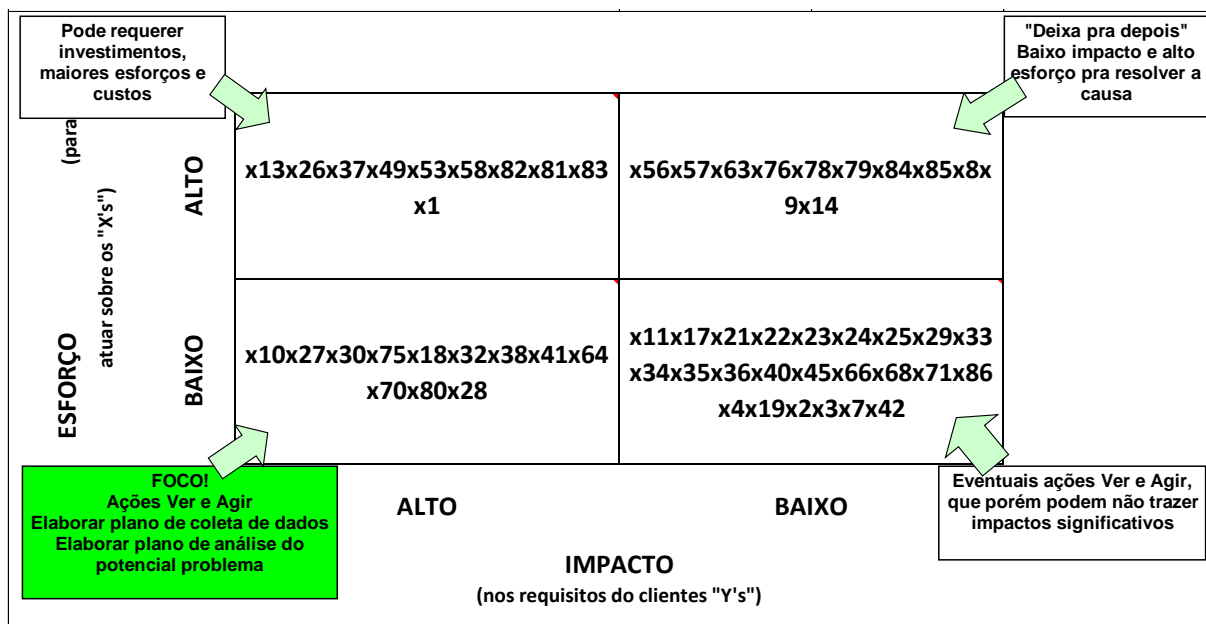 Pode requerer
investimentos,
maiores esforços e
custos
"Deixa pra depois"
Baixo impacto e alto
esforço pra resolver a
causa
ESFORÇO
(para
atuar sobre os "X's")
ALTO
x13x26x37x49x53x58x82x81x83
x1
x56x57x63x76x78x79x84x85x8x
9x14
BAIXO
x10x27x30x75x18x32x38x41x64
x70x80x28
x11x17x21x22x23x24x25x29x33
x34x35x36x40x45x66x68x71x86
x4x19x2x3x7x42
FOCO!
Ações Ver e Agir
Elaborar plano de coleta de dados
Elaborar plano de análise do
potencial problema
ALTO
BAIXO
Eventuais ações Ver e Agir,
que porém podem não trazer
impactos significativos
IMPACTO
(nos requisitos do clientes "Y's")